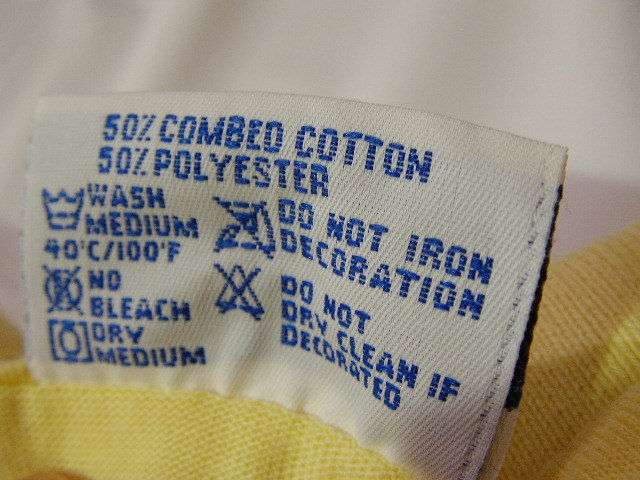 50% COMBED COTTON
50% POLYESTER
WASH
MEDIUM
40°C/100°F
NO
BLEACH
DRY
MEDIUM
DO NOT IRON
DECORATION
DO NOT
DRY CLEAN IF
DECORATED